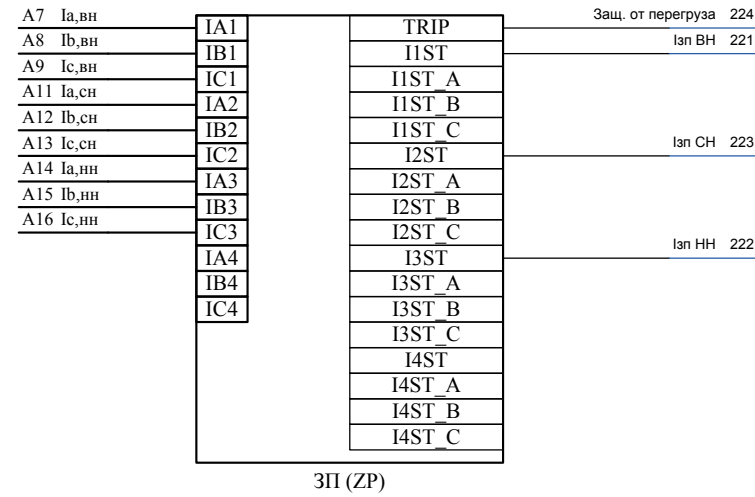 A7 Ia,вн IA1 TRIP Защ. от перегруза 224
A8 Ib,вн IB1 I1ST Iзп ВН 221
A9 Ic,вн IC1 I1ST_A
A11 Ia,сн IA2 I1ST_B
A12 Ib,сн IB2 I1ST_C
A13 Ic,сн IC2 I2ST Iзп СН 223
A14 Ia,нн IA3 I2ST_A
A15 Ib,нн IB3 I2ST_B
A16 Ic,нн IC3 I2ST_C
IA4 I3ST Iзп НН 222
IB4 I3ST_A
IC4 I3ST_B
I3ST_C
I4ST
I4ST_A
I4ST_B
I4ST_C
ЗП (ZP)